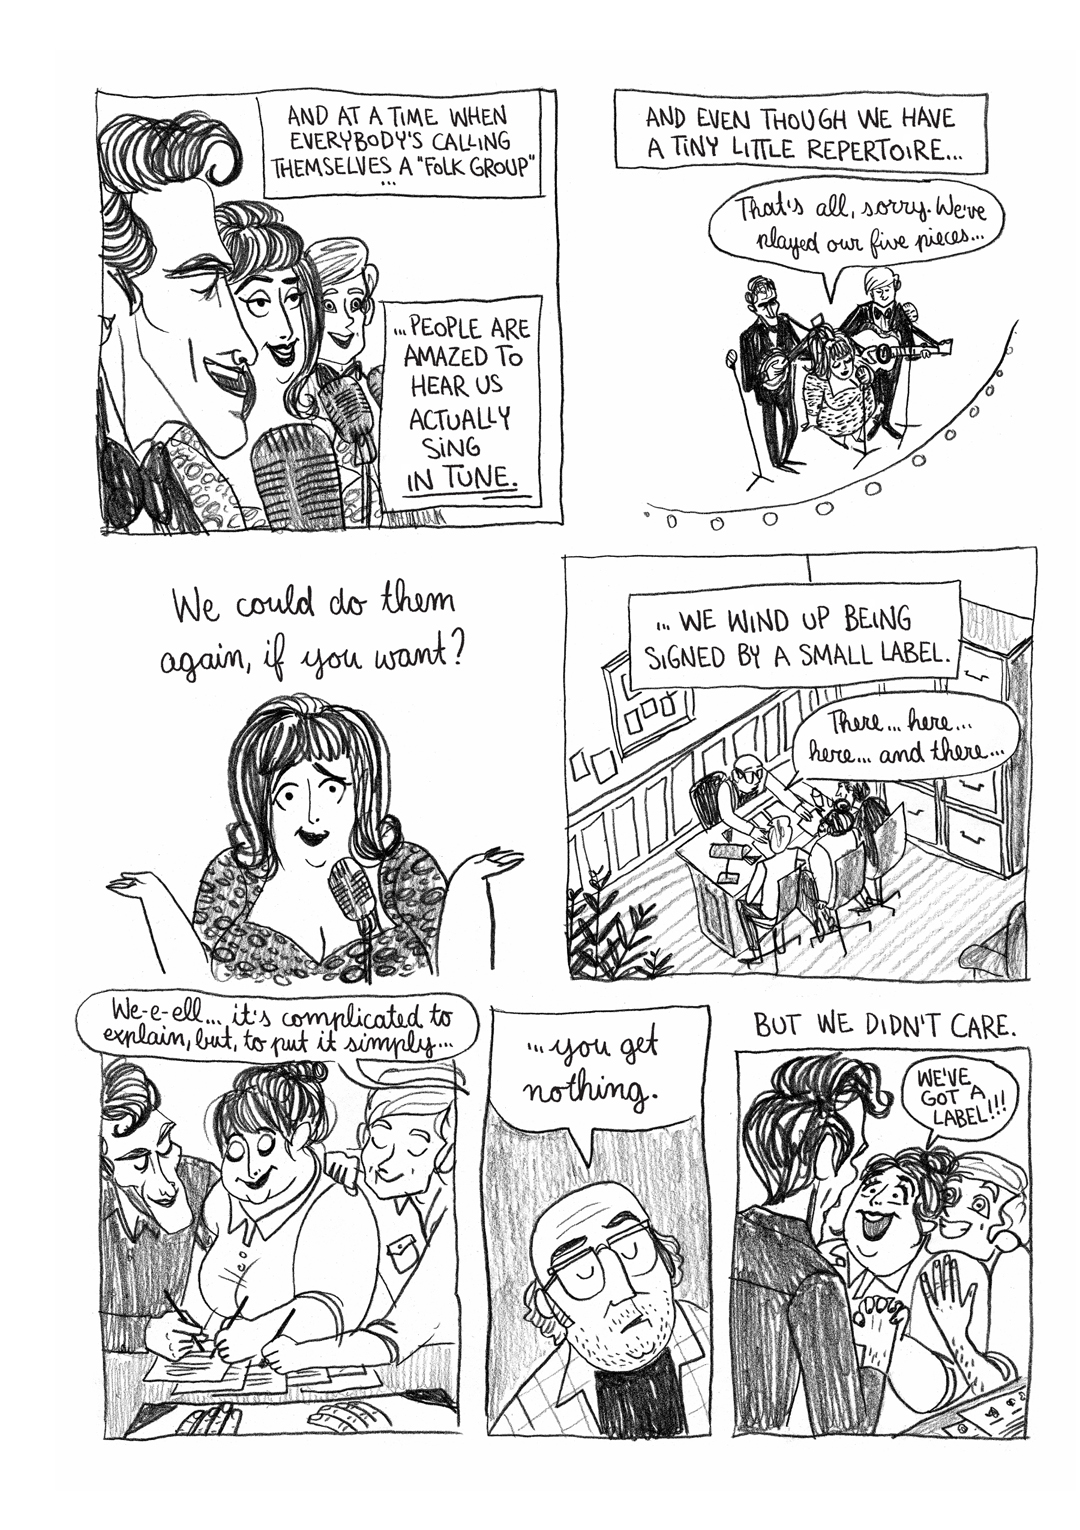 AND AT A TIME WHEN
EVERYBODY'S CALLING
THEMSELVES A "FOLK GROUP"
...
...PEOPLE ARE
AMAZED TO
HEAR US
ACTUALLY
SING
IN TUNE.
AND EVEN THOUGH WE HAVE
A TINY LITTLE REPERTOIRE...
That's all, sorry. We've
played our five pieces...
We could do them
again, if you want?
... WE WIND UP BEING
SIGNED BY A SMALL LABEL.
There... here...
here... and there...
We-e-ell... it's complicated to
explain, but, to put it simply...
...you get
nothing.
BUT WE DIDN'T CARE.
WE'VE
GOT A
LABEL!!!